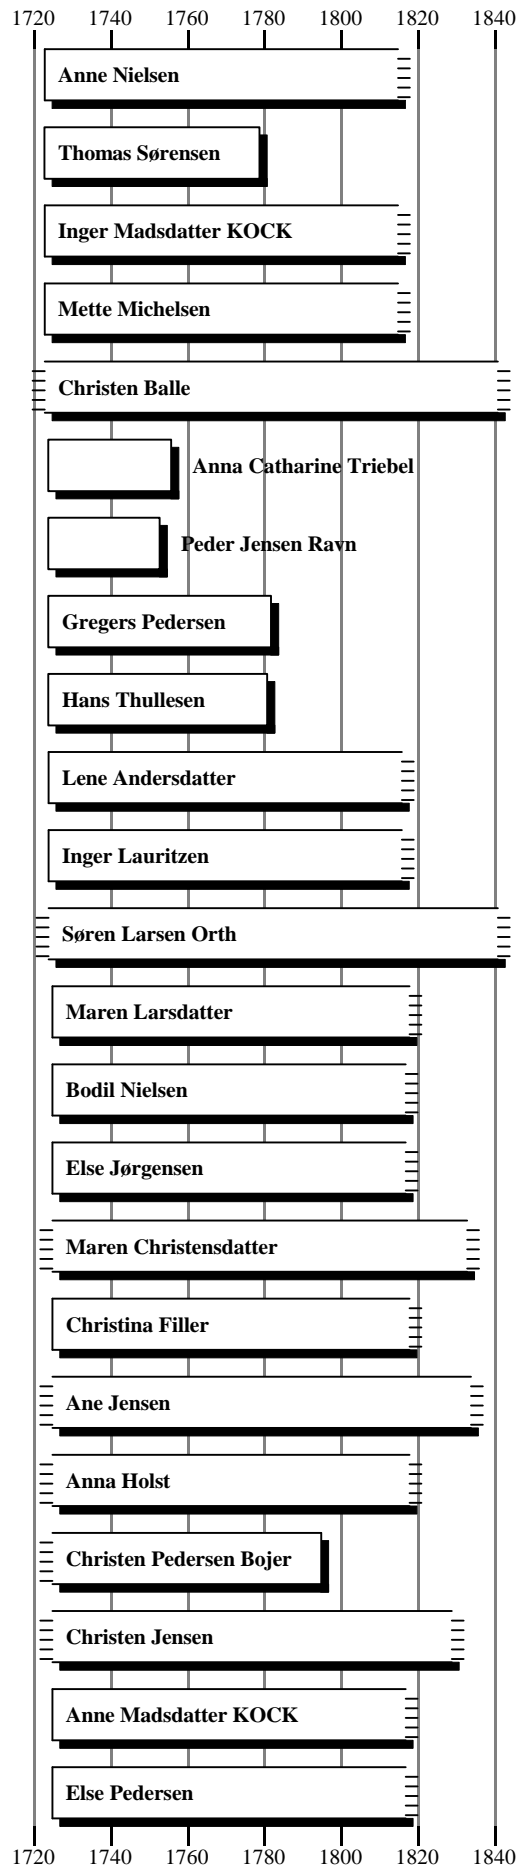 1720 1740 1760 1780 1800 1820 1840
Anne Nielsen
Thomas Sørensen
Inger Madsdatter KOCK
Mette Michelsen
Christen Balle
Anna Catharine Triebel
Peder Jensen Ravn
Gregers Pedersen
Hans Thullesen
Lene Andersdatter
Inger Lauritzen
Søren Larsen Orth
Maren Larsdatter
Bodil Nielsen
Else Jørgensen
Maren Christensdatter
Christina Filler
Ane Jensen
Anna Holst
Christen Pedersen Bojer
Christen Jensen
Anne Madsdatter KOCK
Else Pedersen
1720 1740 1760 1780 1800 1820 1840